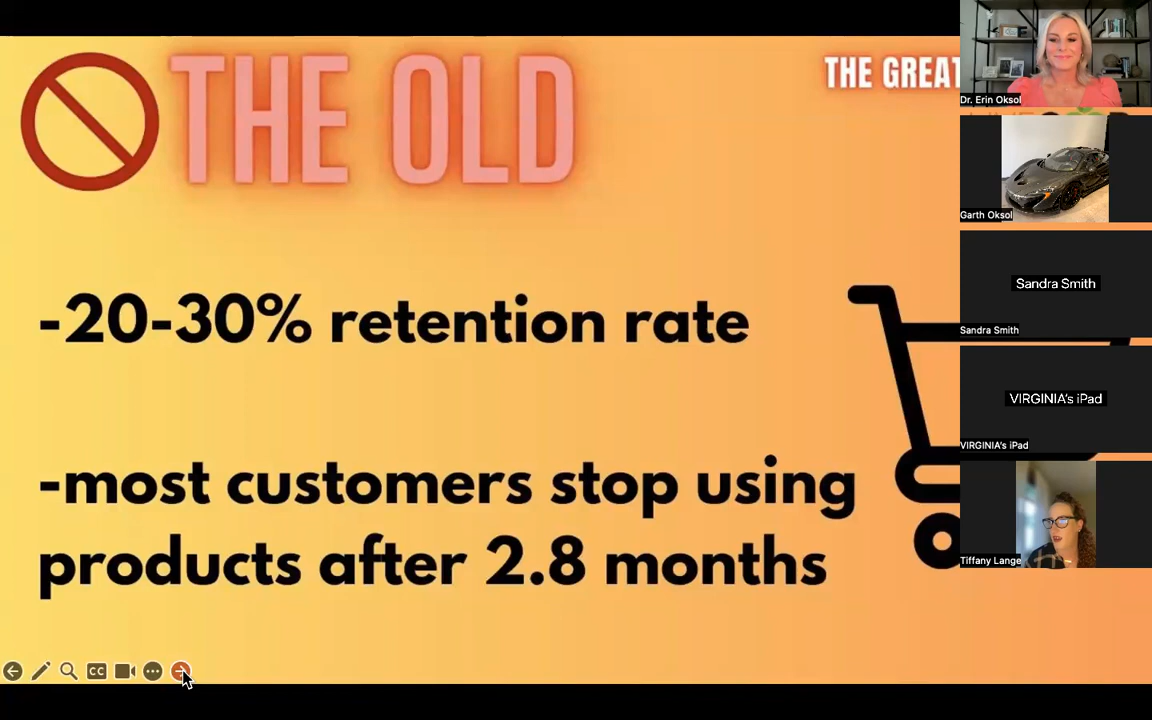 THE OLD
THE GREAT
-20-30% retention rate
-most customers stop using
products after 2.8 months
CC
Dr. Erin Oksol
Garth Oksol
Sandra Smith
Sandra Smith
VIRGINIA's iPad
VIRGINIA's iPad
Tiffany Lange